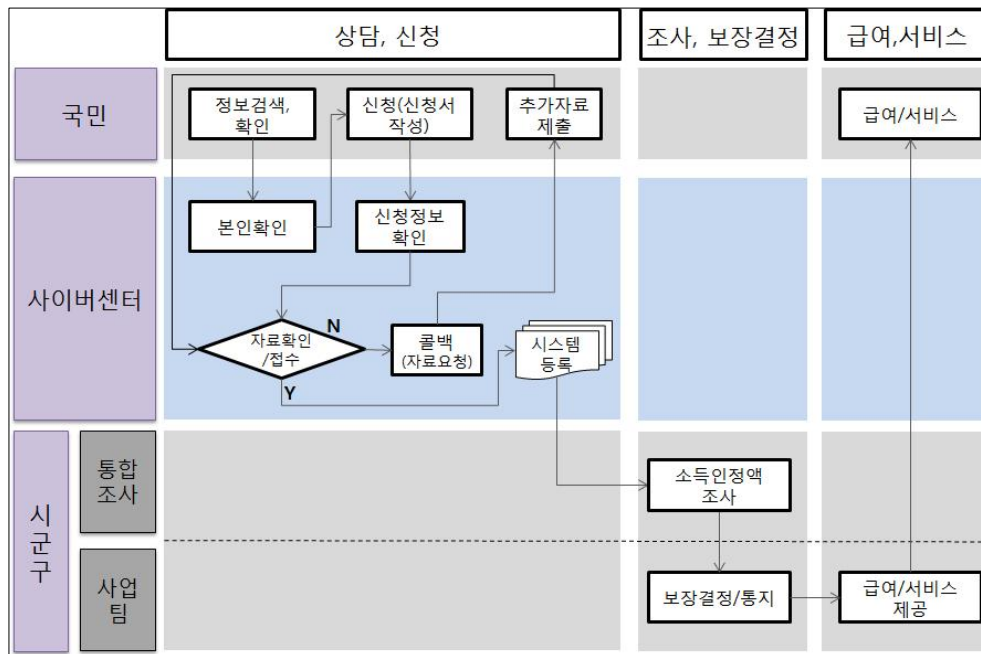 상담, 신청
조사, 보장결정
급여,서비스
국민
정보검색,
확인
신청(신청서
작성)
추가자료
제출
급여/서비스
사이버센터
본인확인
신청정보
확인
자료확인
/접수
N
Y
콜백
(자료요청)
시스템
등록
시
군
구
통합
조사
소득인정액
조사
사업
팀
보장결정/통지
급여/서비스
제공